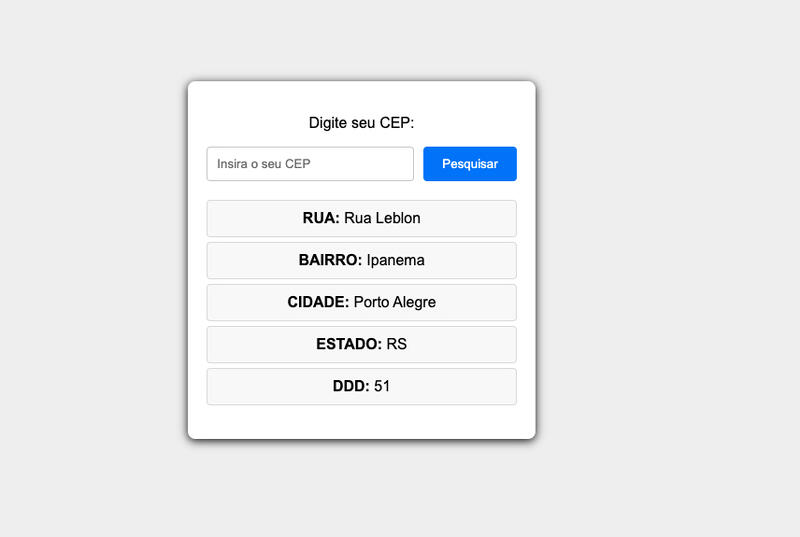 Digite seu CEP:
Insira o seu CEP Pesquisar
RUA: Rua Leblon
BAIRRO: Ipanema
CIDADE: Porto Alegre
ESTADO: RS
DDD: 51